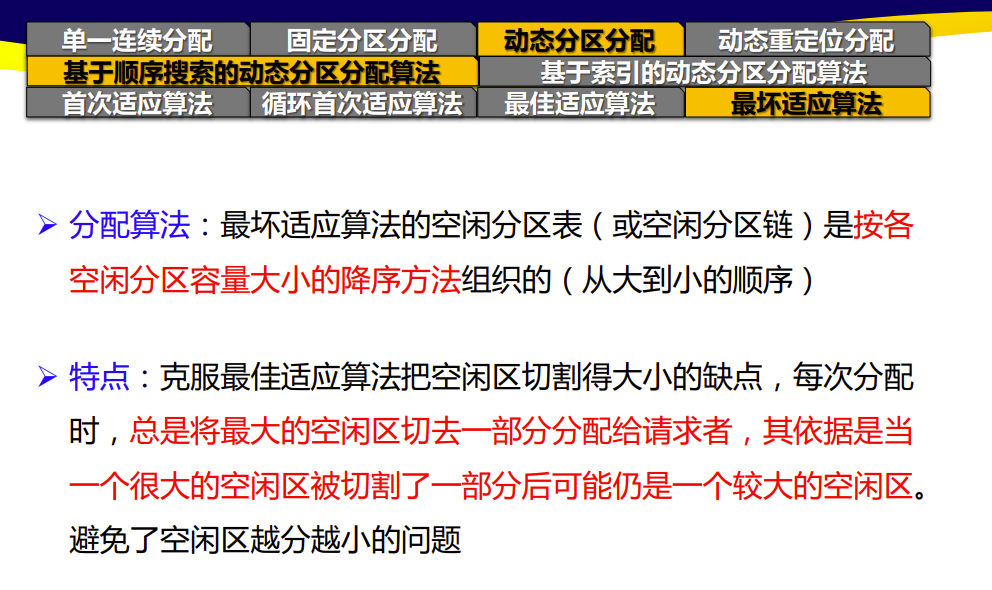 单一连续分配 固定分区分配 动态分区分配 动态重定位分配
基于顺序搜索的动态分区分配算法 基于索引的动态分区分配算法
首次适应算法 循环首次适应算法 最佳适应算法 最坏适应算法
➢ 分配算法：最坏适应算法的空闲分区表（或空闲分区链）是按各
空闲分区容量大小的降序方法组织的（从大到小的顺序）
➢ 特点：克服最佳适应算法把空闲区切割得大小的缺点，每次分配
时，总是将最大的空闲区切去一部分分配给请求者，其依据是当
一个很大的空闲区被切割了一部分后可能仍是一个较大的空闲区。
避免了空闲区越分越小的问题